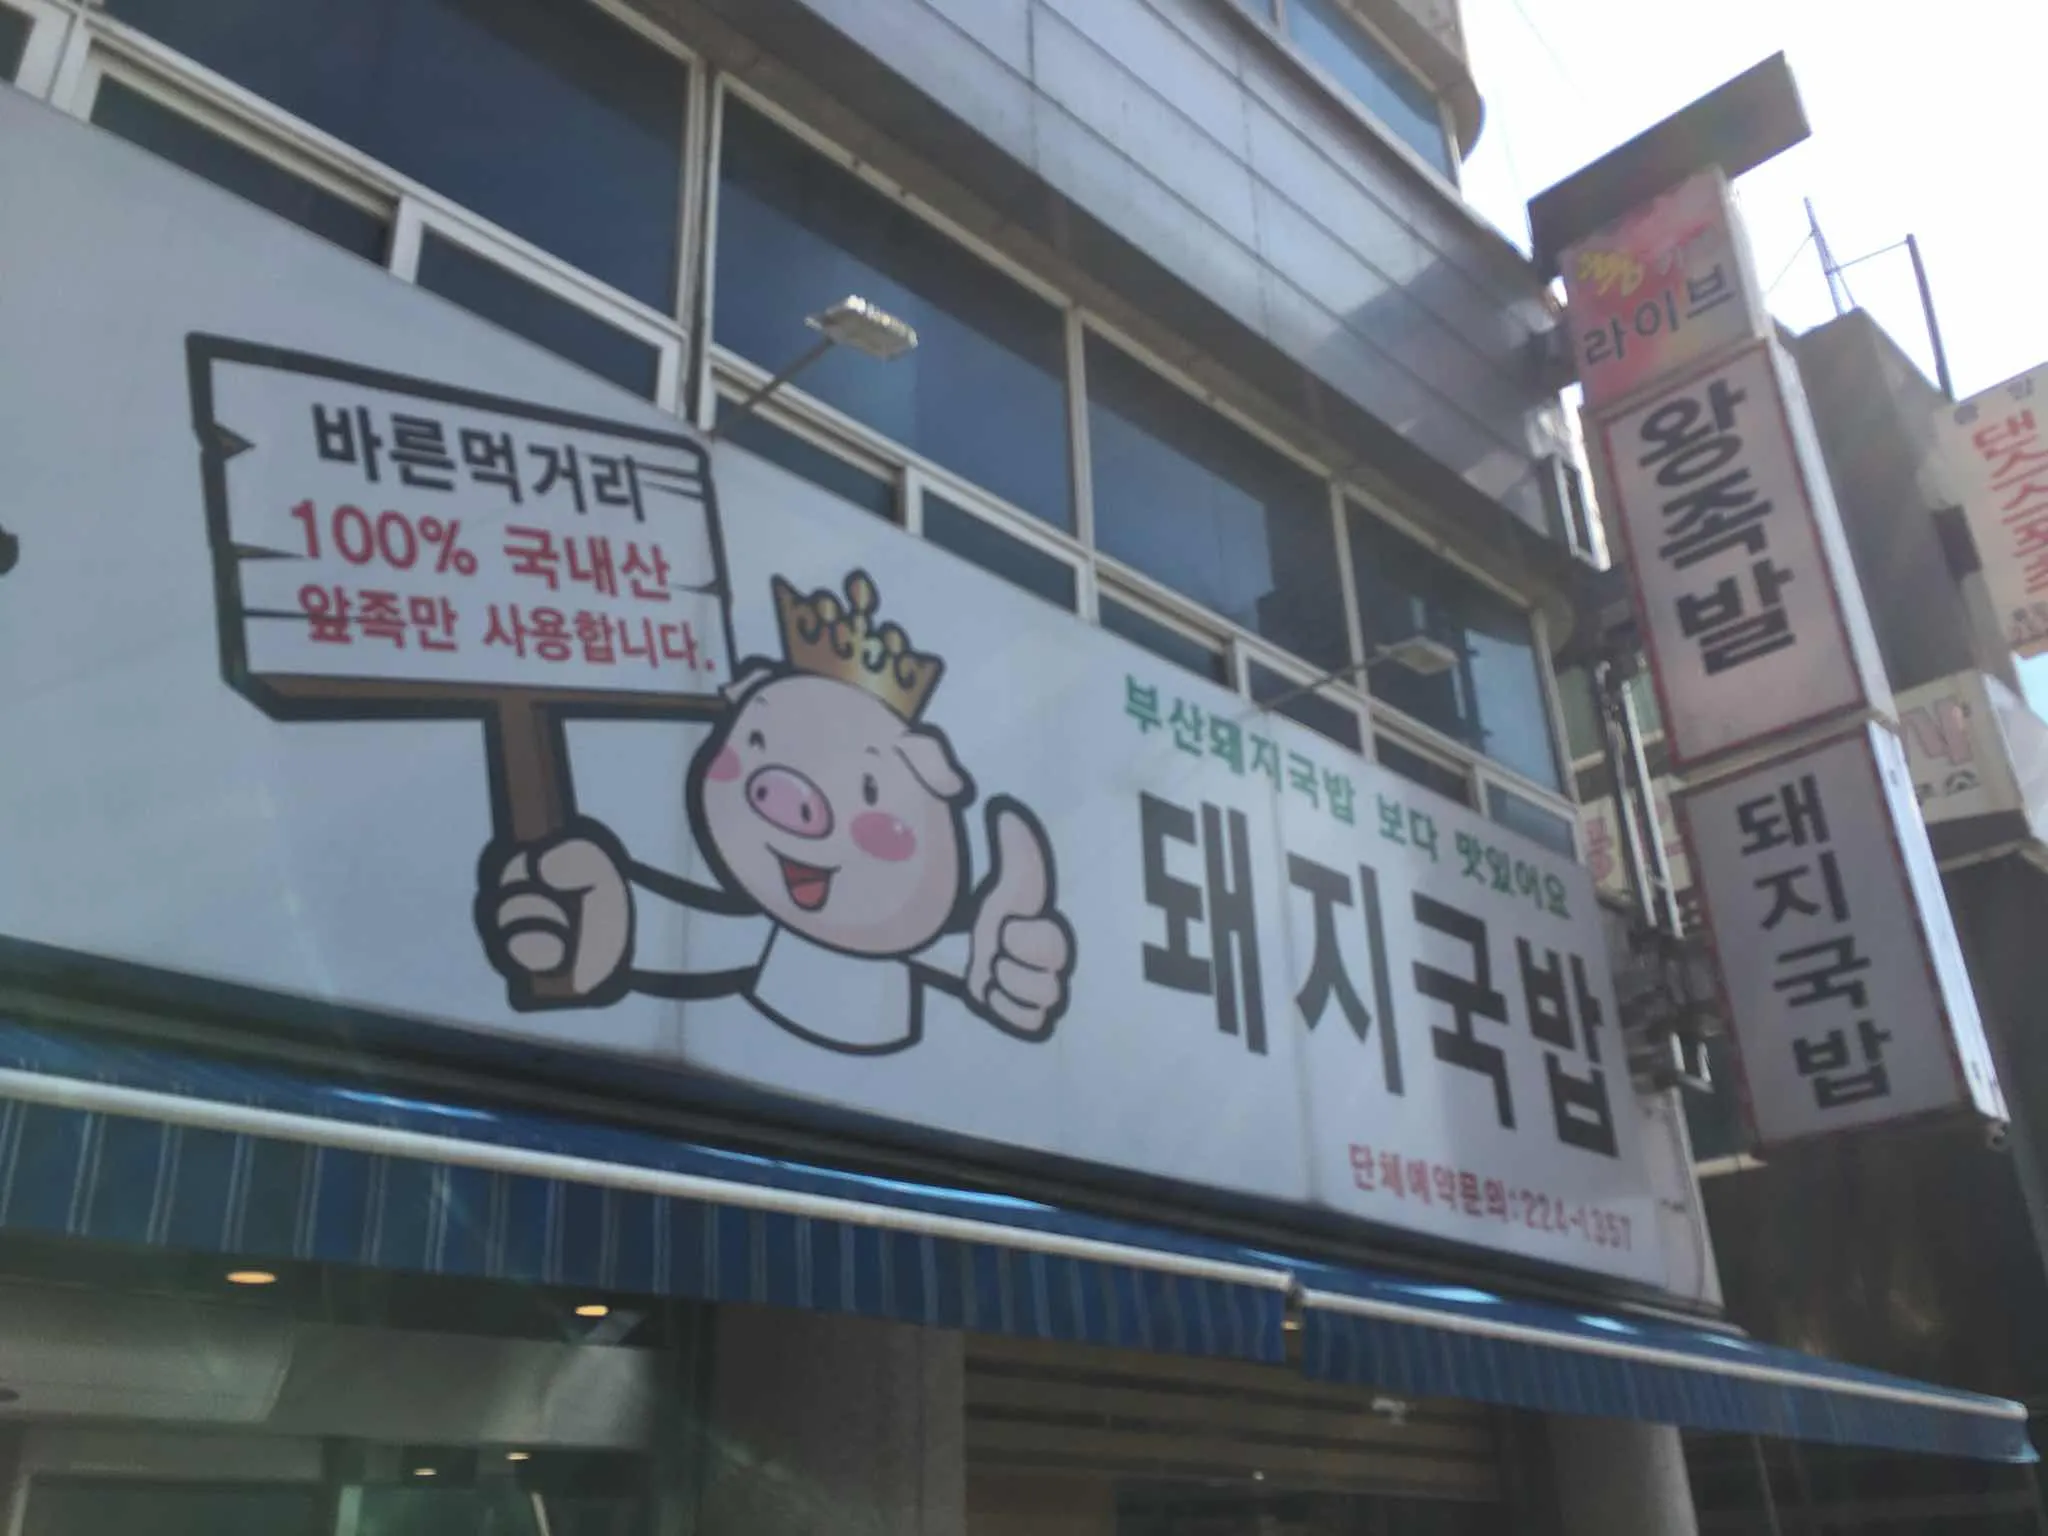 바른먹거리
100% 국내산
앞족만 사용합니다.
부산돼지국밥 보다 맛있어요
돼지국밥
단체예약문의:224-1357
라이브
왕족발
돼지국밥